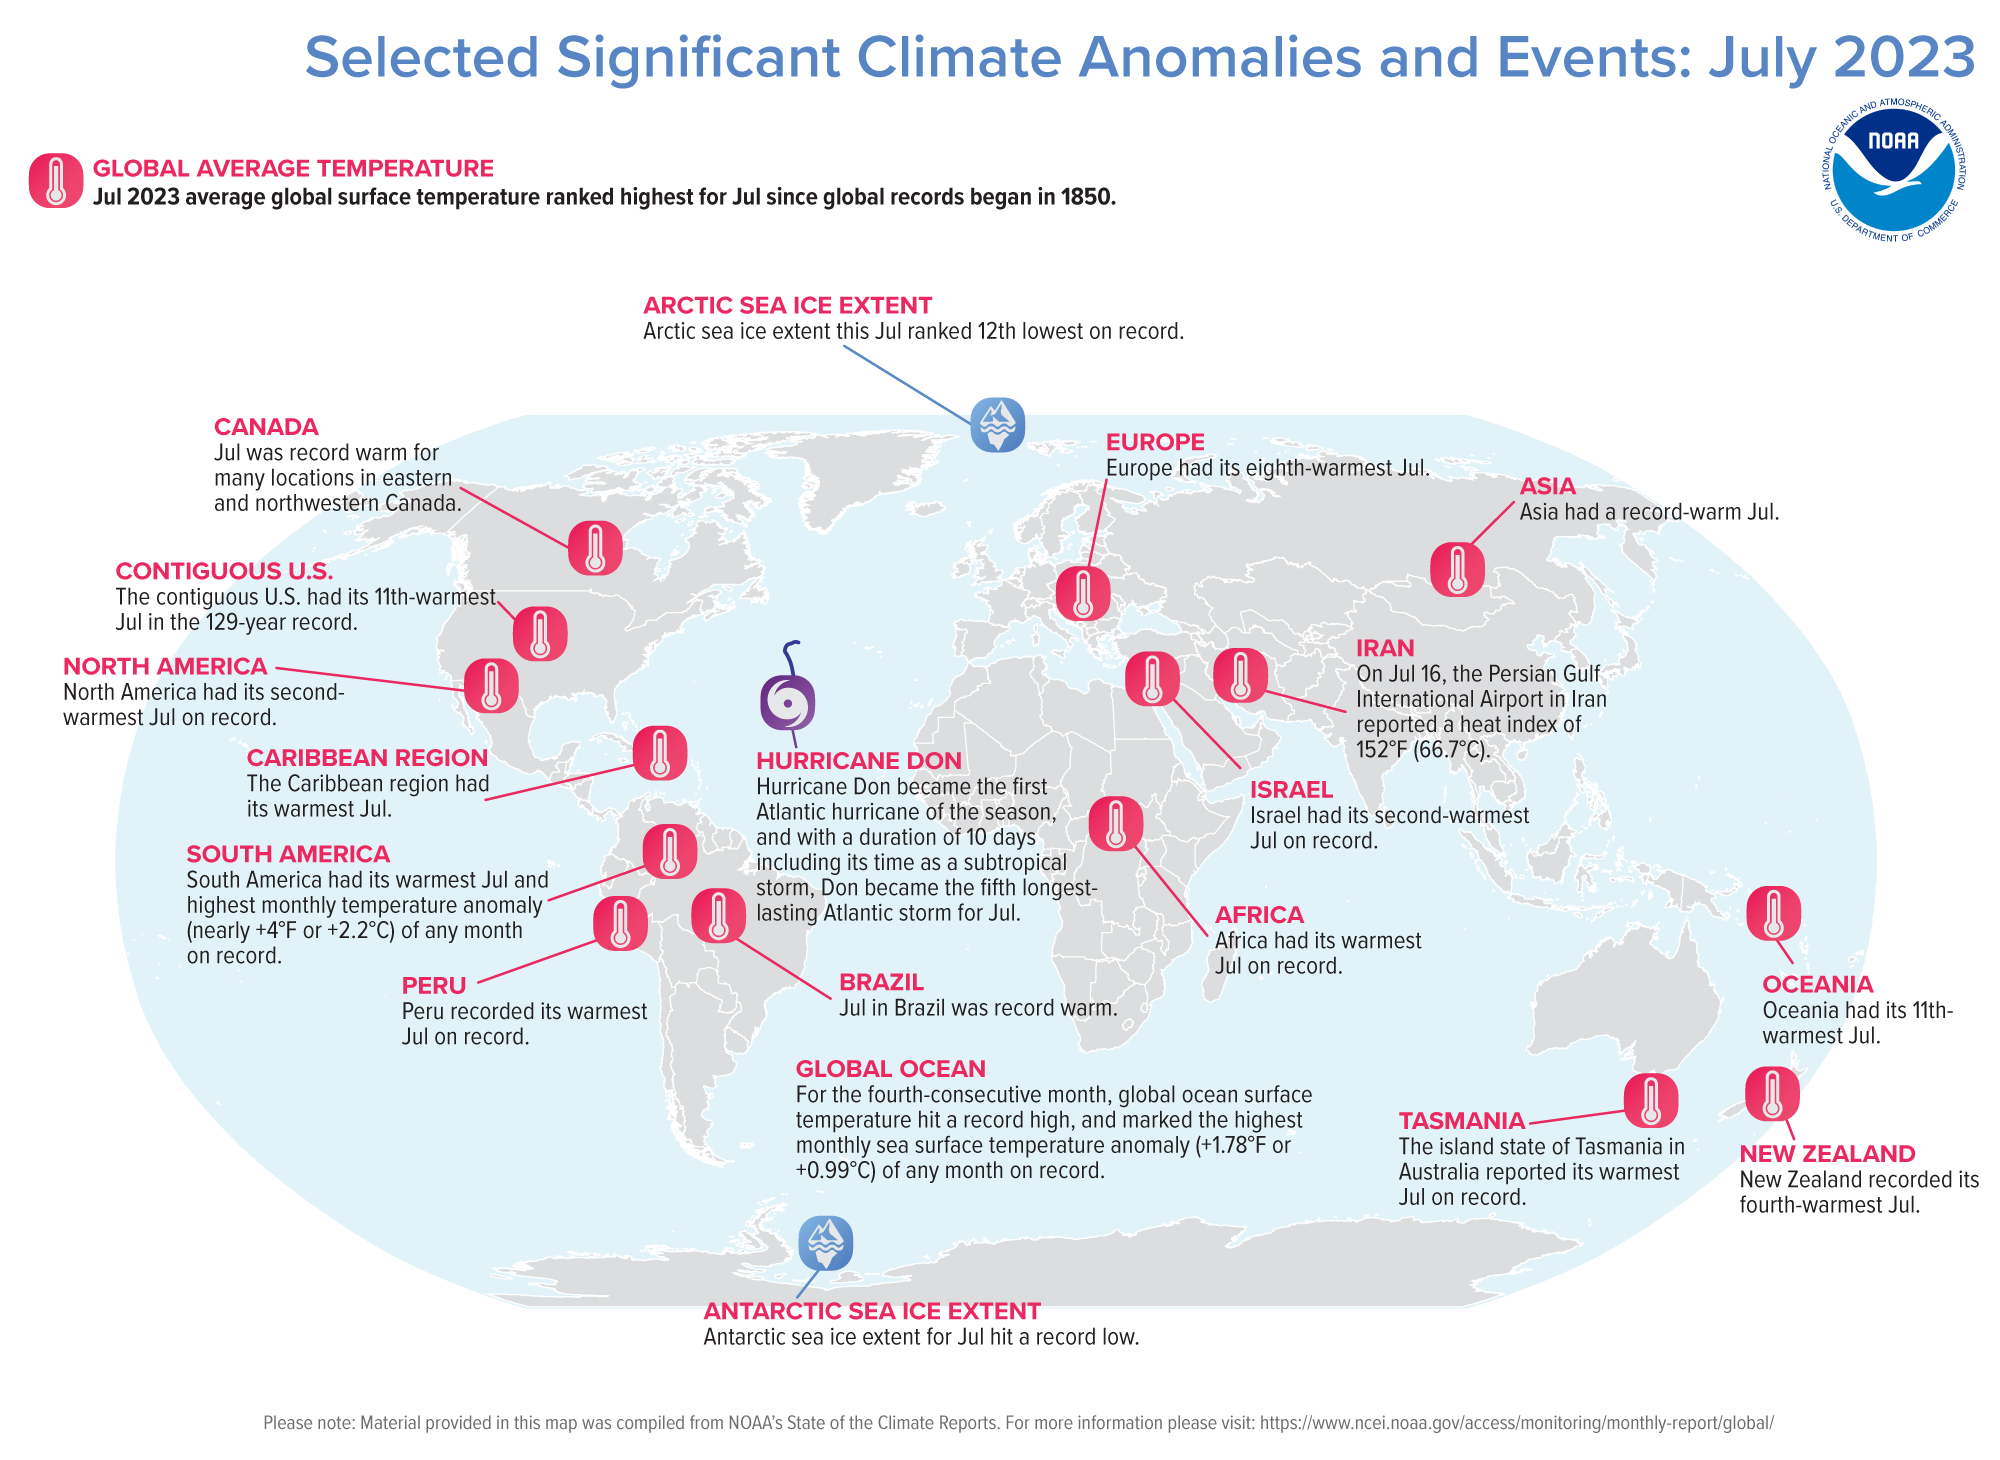 Selected Significant Climate Anomalies and Events: July 2023
NATIONAL OCEANIC AND ATMOSPHERIC ADMINISTRATION
NOAA
U.S. DEPARTMENT OF COMMERCE
GLOBAL AVERAGE TEMPERATURE
Jul 2023 average global surface temperature ranked highest for Jul since global records began in 1850.
ARCTIC SEA ICE EXTENT
Arctic sea ice extent this Jul ranked 12th lowest on record.
CANADA
Jul was record warm for
many locations in eastern
and northwestern Canada.
EUROPE
Europe had its eighth-warmest Jul.
ASIA
Asia had a record-warm Jul.
CONTIGUOUS U.S.
The contiguous U.S. had its 11th-warmest
Jul in the 129-year record.
NORTH AMERICA
North America had its second-
warmest Jul on record.
IRAN
On Jul 16, the Persian Gulf
International Airport in Iran
reported a heat index of
152°F (66.7°C).
CARIBBEAN REGION
The Caribbean region had
its warmest Jul.
HURRICANE DON
Hurricane Don became the first
Atlantic hurricane of the season,
and with a duration of 10 days
including its time as a subtropical
storm, Don became the fifth longest-
lasting Atlantic storm for Jul.
ISRAEL
Israel had its second-warmest
Jul on record.
SOUTH AMERICA
South America had its warmest Jul and
highest monthly temperature anomaly
(nearly +4°F or +2.2°C) of any month
on record.
AFRICA
Africa had its warmest
Jul on record.
PERU
Peru recorded its warmest
Jul on record.
BRAZIL
Jul in Brazil was record warm.
OCEANIA
Oceania had its 11th-
warmest Jul.
GLOBAL OCEAN
For the fourth-consecutive month, global ocean surface
temperature hit a record high, and marked the highest
monthly sea surface temperature anomaly (+1.78°F or
+0.99°C) of any month on record.
TASMANIA
The island state of Tasmania in
Australia reported its warmest
Jul on record.
NEW ZEALAND
New Zealand recorded its
fourth-warmest Jul.
ANTARCTIC SEA ICE EXTENT
Antarctic sea ice extent for Jul hit a record low.
Please note: Material provided in this map was compiled from NOAA's State of the Climate Reports. For more information please visit: https://www.ncei.noaa.gov/access/monitoring/monthly-report/global/